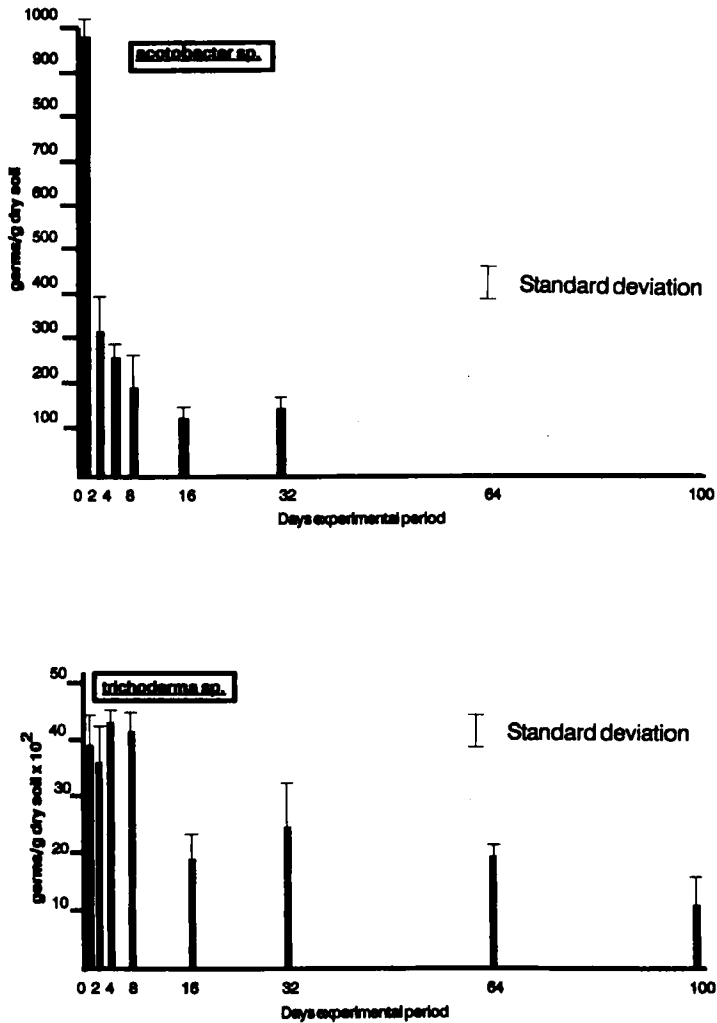 1000
acotobacter sp.
900
800
700
600
500
400
300
200
100
germs/g dry soil
Standard deviation
0 2 4 8 16 32 64 100
Days experimental period
50
trichoderma sp.
40
30
20
10
germs/g dry soil x 10²
Standard deviation
0 2 4 8 16 32 64 100
Days experimental period